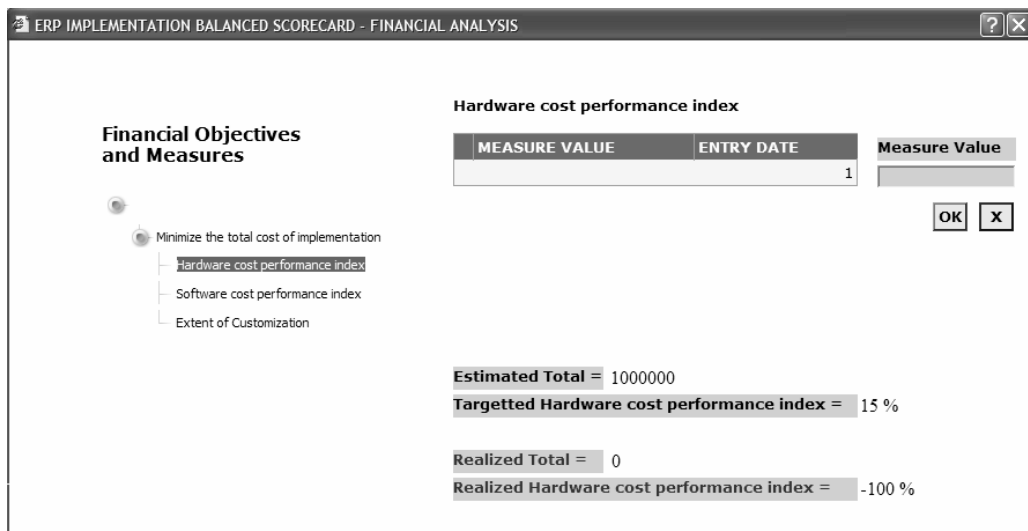 ERP IMPLEMENTATION BALANCED SCORECARD - FINANCIAL ANALYSIS
? X
Financial Objectives
and Measures
Minimize the total cost of implementation
Hardware cost performance index
Software cost performance index
Extent of Customization
Hardware cost performance index
MEASURE VALUE ENTRY DATE
1
Measure Value
OK X
Estimated Total = 1000000
Targetted Hardware cost performance index = 15 %
Realized Total = 0
Realized Hardware cost performance index = -100 %